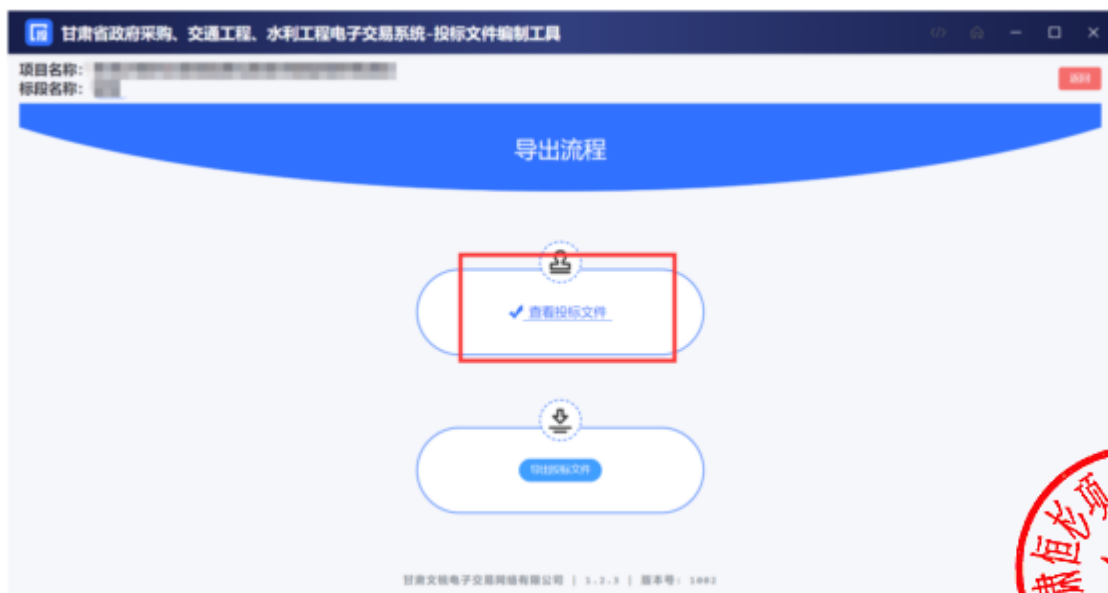 甘肃省政府采购、交通工程、水利工程电子交易系统-投标文件编制工具
项目名称：
标段名称：
返回
导出流程
查看投标文件
导出投标文件
甘肃文锐电子交易网络有限公司 | 1.2.3 | 版本号: 1002
肃恒杉项